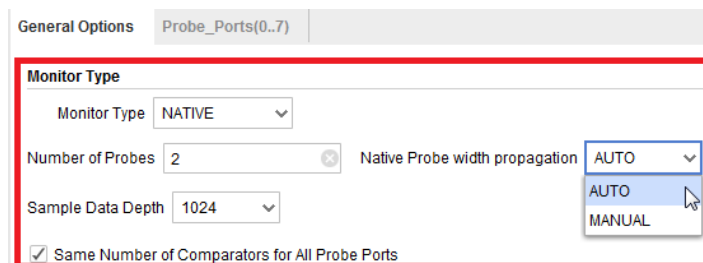 General Options Probe_Ports(0..7)
Monitor Type
Monitor Type NATIVE
Number of Probes 2 Native Probe width propagation AUTO
AUTO
Sample Data Depth 1024
MANUAL
Same Number of Comparators for All Probe Ports